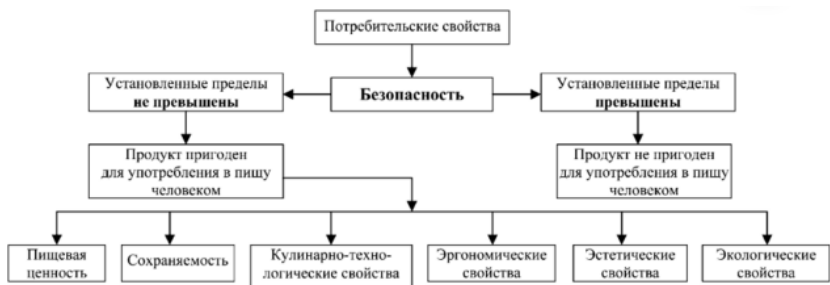 Потребительские свойства
Установленные пределы
не превышены
Безопасность
Установленные пределы
превышены
Продукт пригоден
для употребления в пищу
человеком
Продукт не пригоден
для употребления в пищу
человеком
Пищевая
ценность
Сохраняемость
Кулинарно-техно-
логические свойства
Эргономические
свойства
Эстетические
свойства
Экологические
свойства